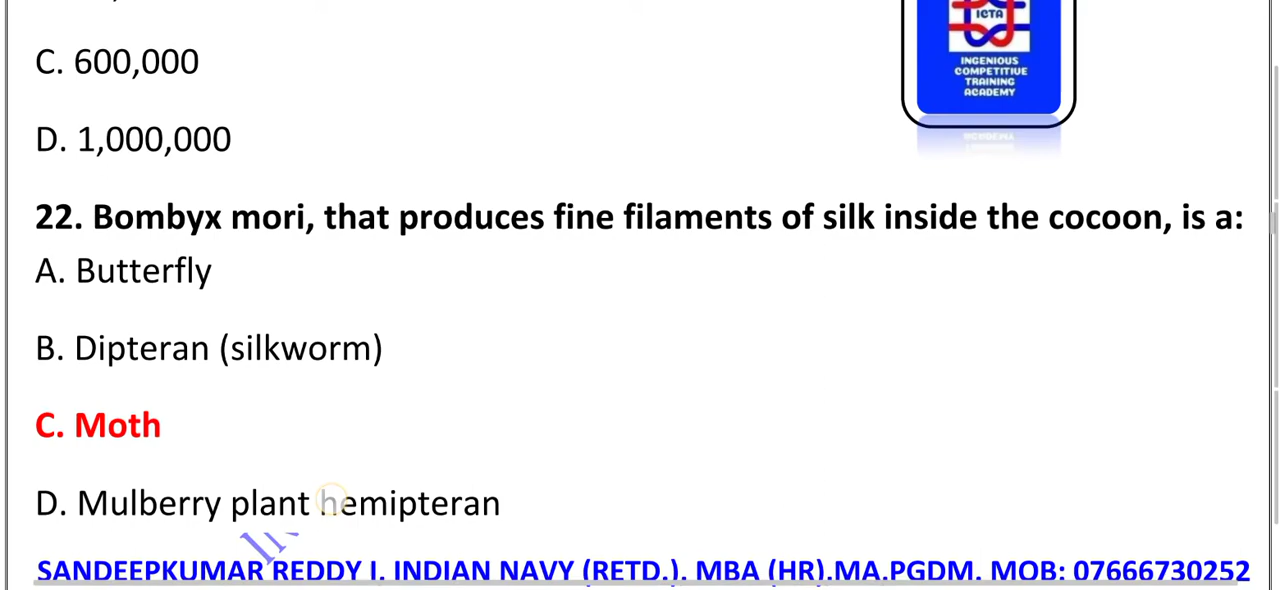 ICTA
INGENIOUS
COMPETITIVE
TRAINING
ACADEMY
C. 600,000
D. 1,000,000
22. Bombyx mori, that produces fine filaments of silk inside the cocoon, is a:
A. Butterfly
B. Dipteran (silkworm)
C. Moth
D. Mulberry plant hemipteran
SANDEEPKUMAR REDDY I. INDIAN NAVY (RETD.). MBA (HR).MA.PGDM. MOB: 07666730252